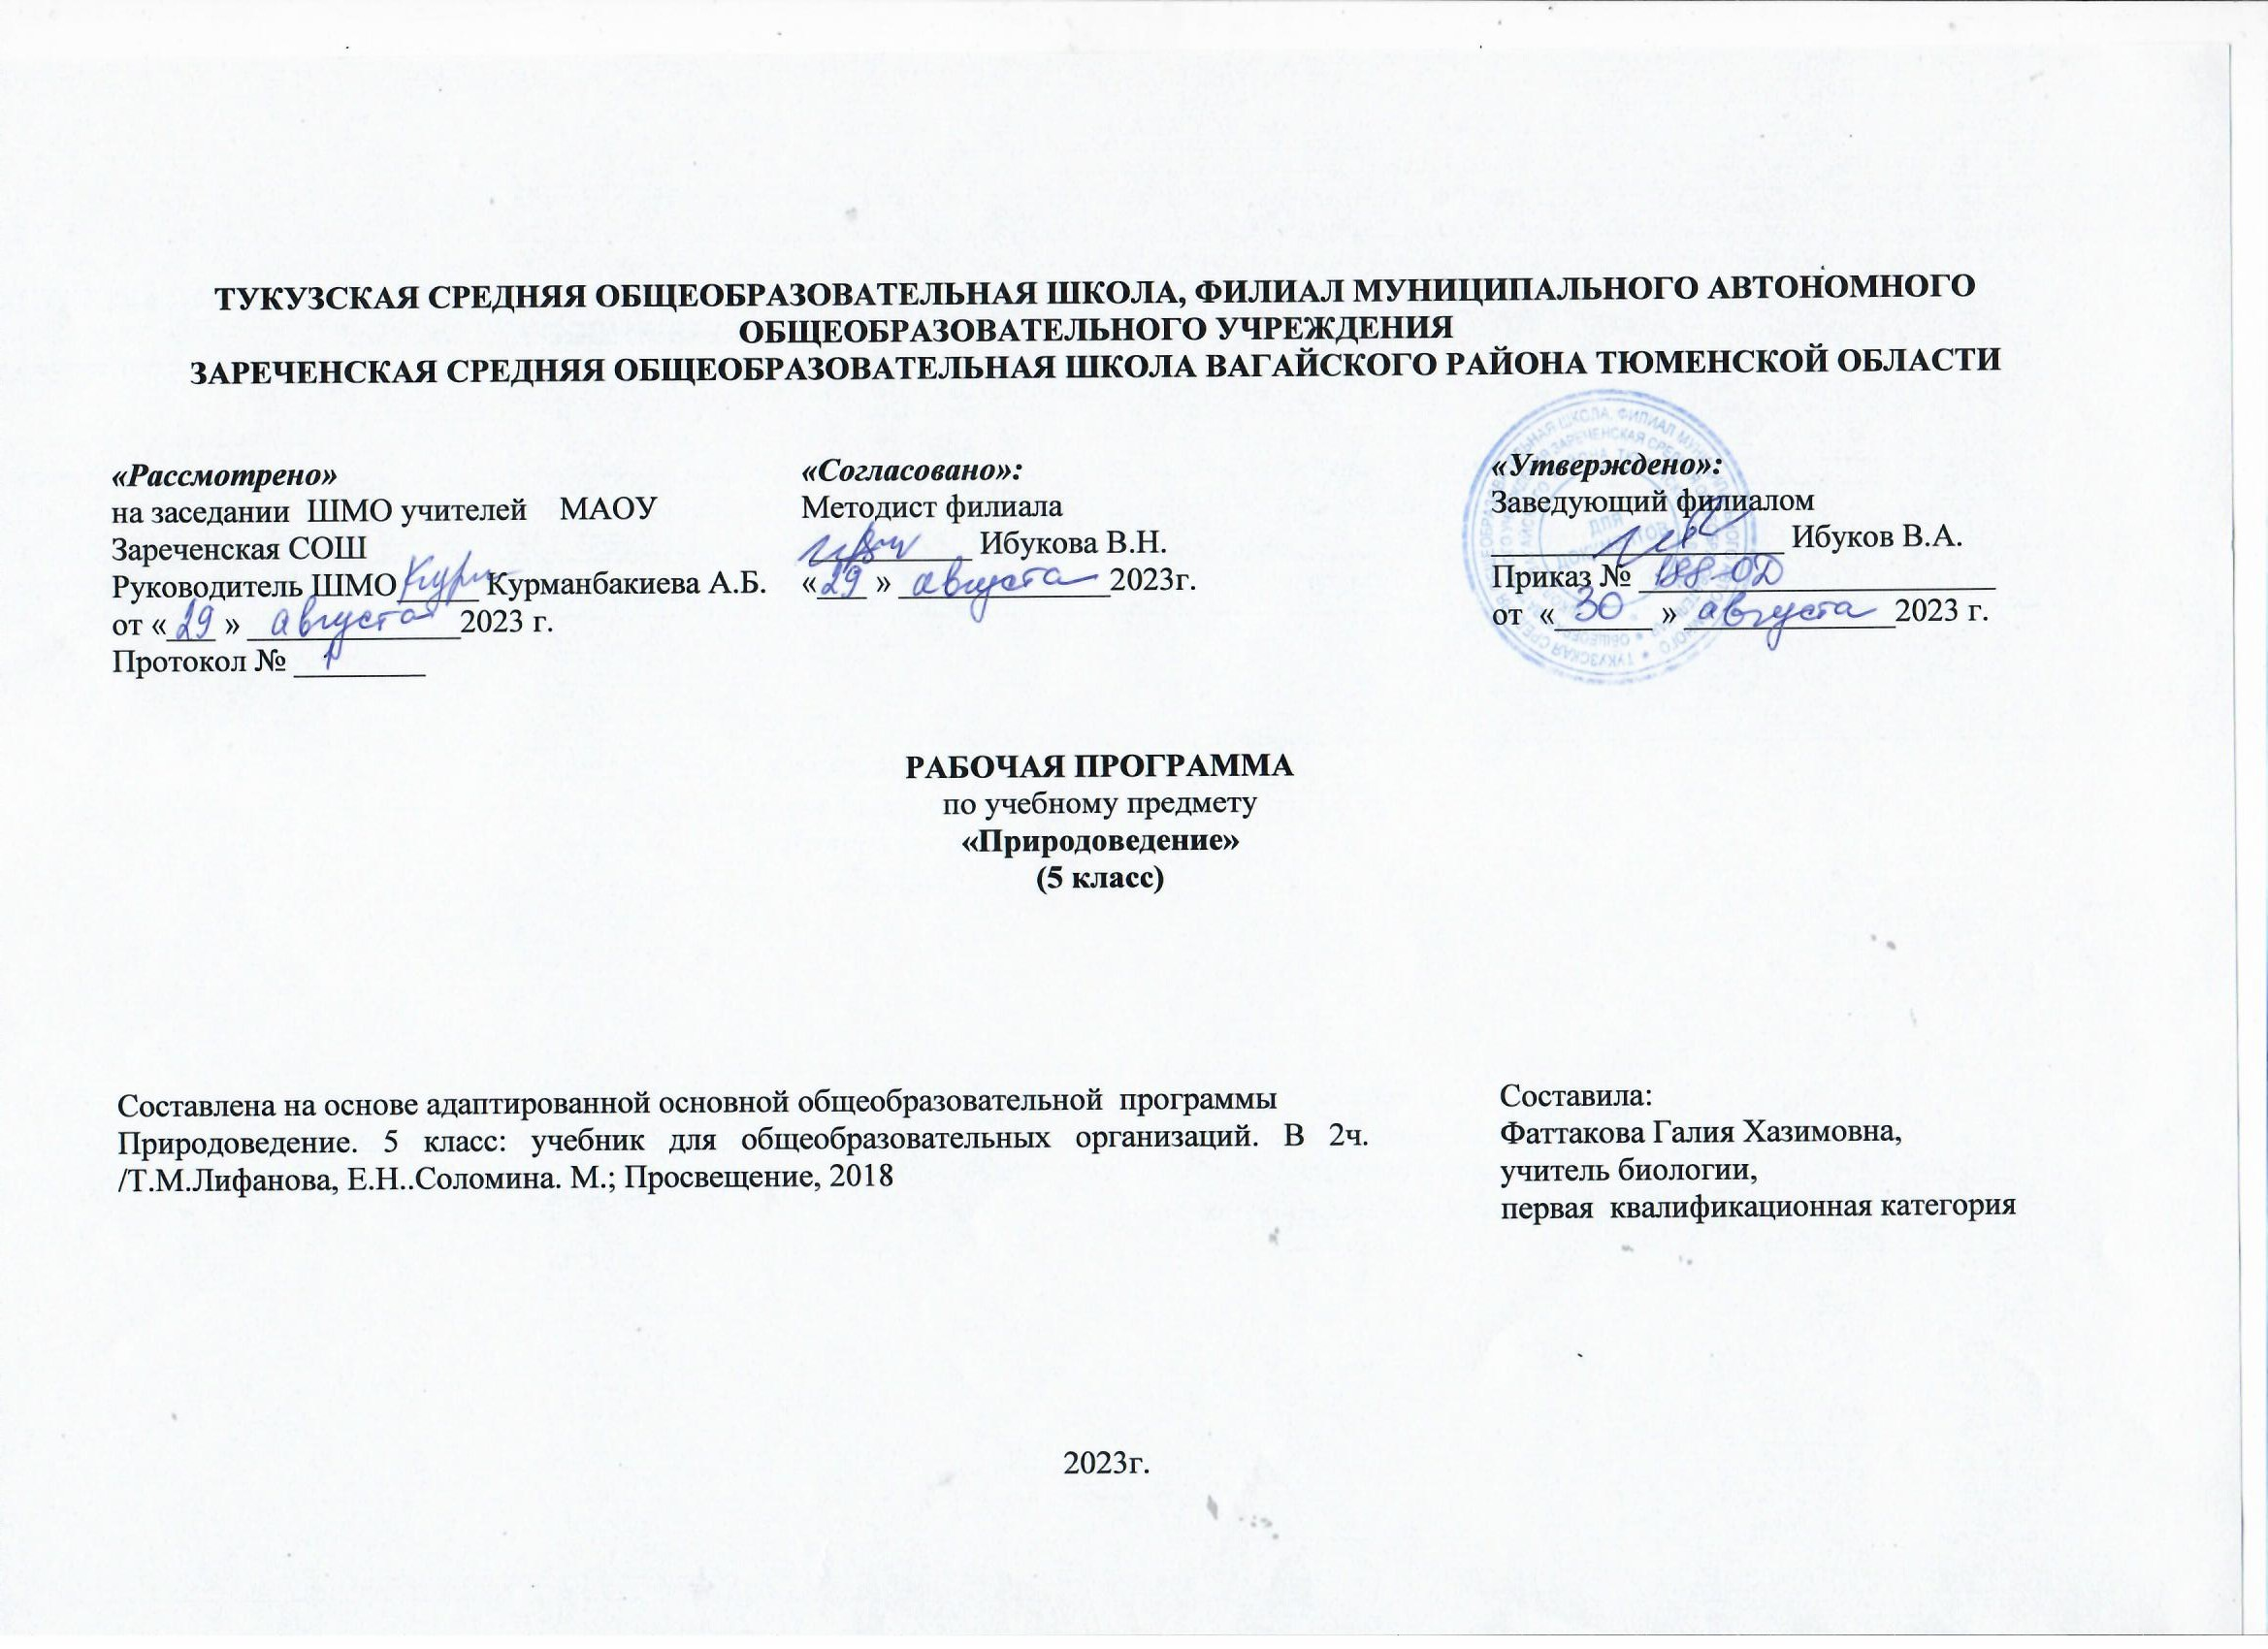 ТУКУЗСКАЯ СРЕДНЯЯ ОБЩЕОБРАЗОВАТЕЛЬНАЯ ШКОЛА, ФИЛИАЛ МУНИЦИПАЛЬНОГО АВТОНОМНОГО
ОБЩЕОБРАЗОВАТЕЛЬНОГО УЧРЕЖДЕНИЯ
ЗАРЕЧЕНСКАЯ СРЕДНЯЯ ОБЩЕОБРАЗОВАТЕЛЬНАЯ ШКОЛА ВАГАЙСКОГО РАЙОНА ТЮМЕНСКОЙ ОБЛАСТИ
«Рассмотрено»
на заседании ШМО учителей МАОУ
Зареченская СОШ
Руководитель ШМО Курманбакиева А.Б.
от «29» августа 2023 г.
Протокол № 1
«Согласовано»:
Методист филиала
Ибукова В.Н.
«29» августа 2023г.
«Утверждено»:
Заведующий филиалом
Ибуков В.А.
Приказ № 188-ОД
от «30» августа 2023 г.
ДЛЯ
ДОКУМЕНТОВ
РАБОЧАЯ ПРОГРАММА
по учебному предмету
«Природоведение»
(5 класс)
Составлена на основе адаптированной основной общеобразовательной программы
Природоведение. 5 класс: учебник для общеобразовательных организаций. В 2ч.
/Т.М.Лифанова, Е.Н..Соломина. М.; Просвещение, 2018
Составила:
Фаттакова Галия Хазимовна,
учитель биологии,
первая квалификационная категория
2023г.